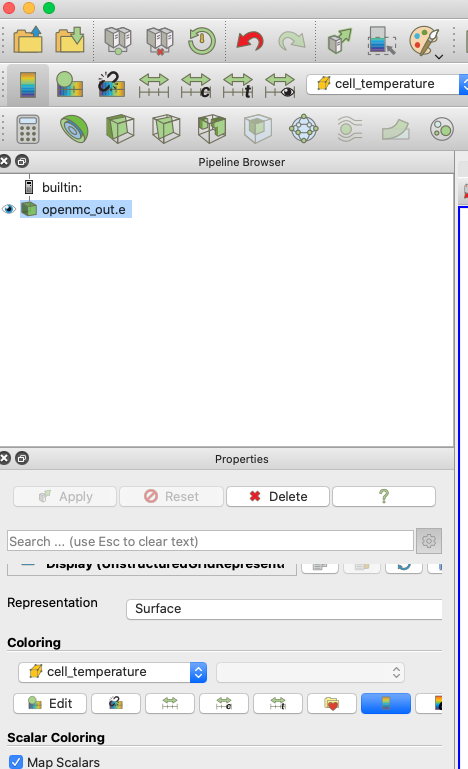 cell_temperature
Pipeline Browser
builtin:
openmc_out.e
Properties
Apply Reset Delete ?
Search ... (use Esc to clear text)
Display (UnstructuredGridRepresenta
Representation Surface
Coloring
cell_temperature
Edit
Scalar Coloring
Map Scalars